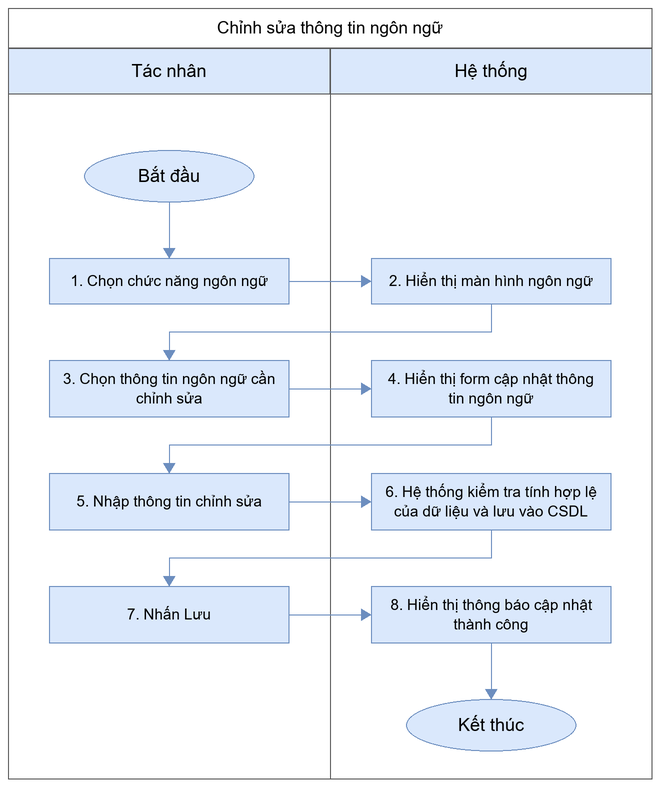 Chỉnh sửa thông tin ngôn ngữ
Tác nhân
Hệ thống
Bắt đầu
1. Chọn chức năng ngôn ngữ
2. Hiển thị màn hình ngôn ngữ
3. Chọn thông tin ngôn ngữ cần
chỉnh sửa
4. Hiển thị form cập nhật thông
tin ngôn ngữ
5. Nhập thông tin chỉnh sửa
6. Hệ thống kiểm tra tính hợp lệ
của dữ liệu và lưu vào CSDL
7. Nhấn Lưu
8. Hiển thị thông báo cập nhật
thành công
Kết thúc